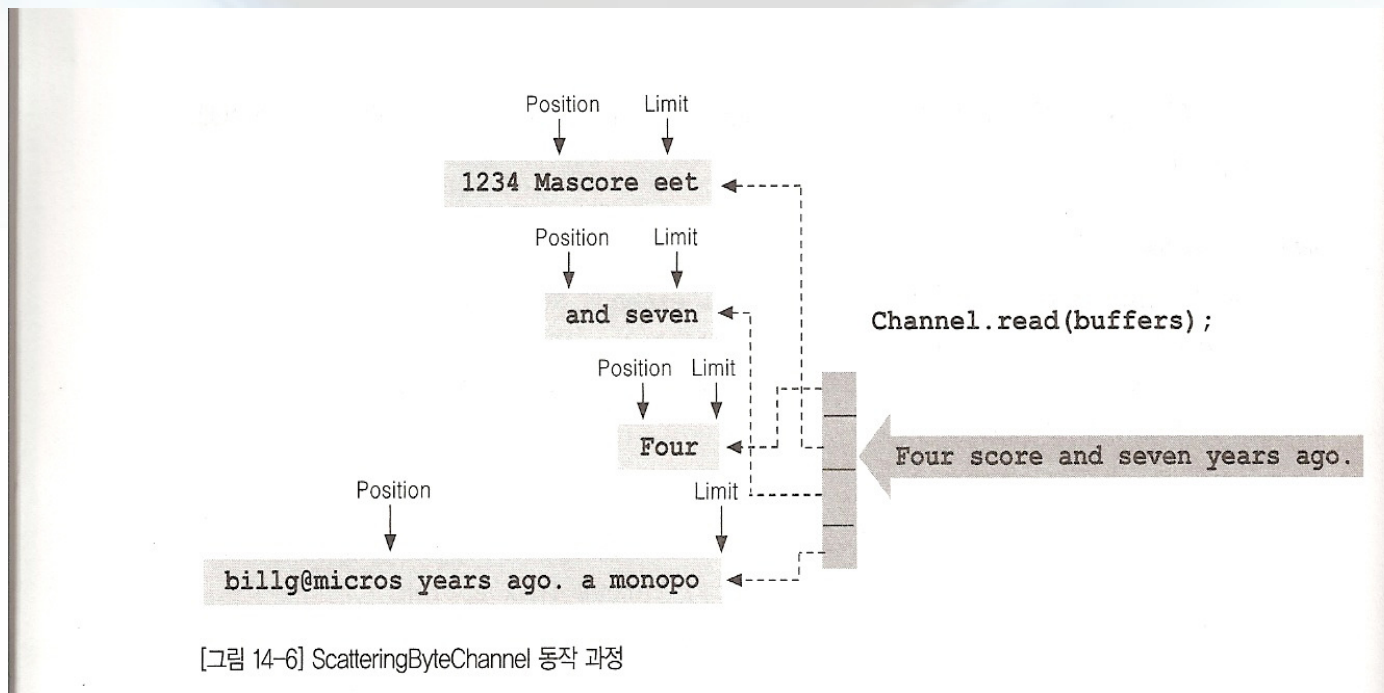 Position Limit
1234 Mascore eet
Position Limit
and seven
Channel.read(buffers);
Position Limit
Four
Four score and seven years ago.
Position Limit
billg@micros years ago. a monopo
[그림 14-6] ScatteringByteChannel 동작 과정